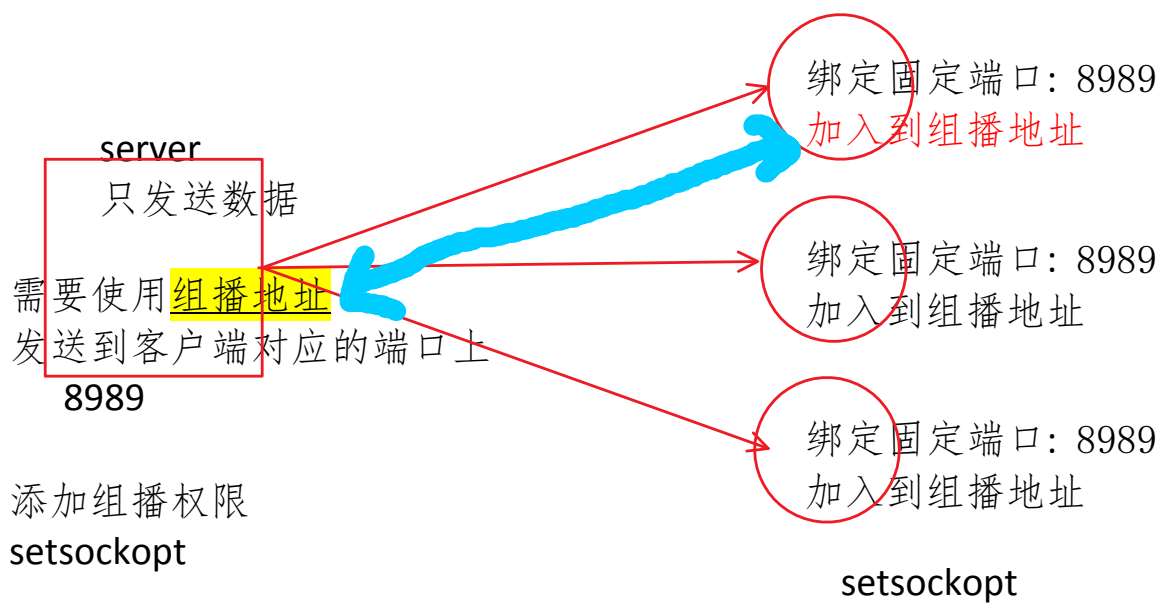 server
只发送数据
需要使用组播地址
发送到客户端对应的端口上
8989
添加组播权限
setsockopt
绑定固定端口: 8989
加入到组播地址
绑定固定端口: 8989
加入到组播地址
绑定固定端口: 8989
加入到组播地址
setsockopt